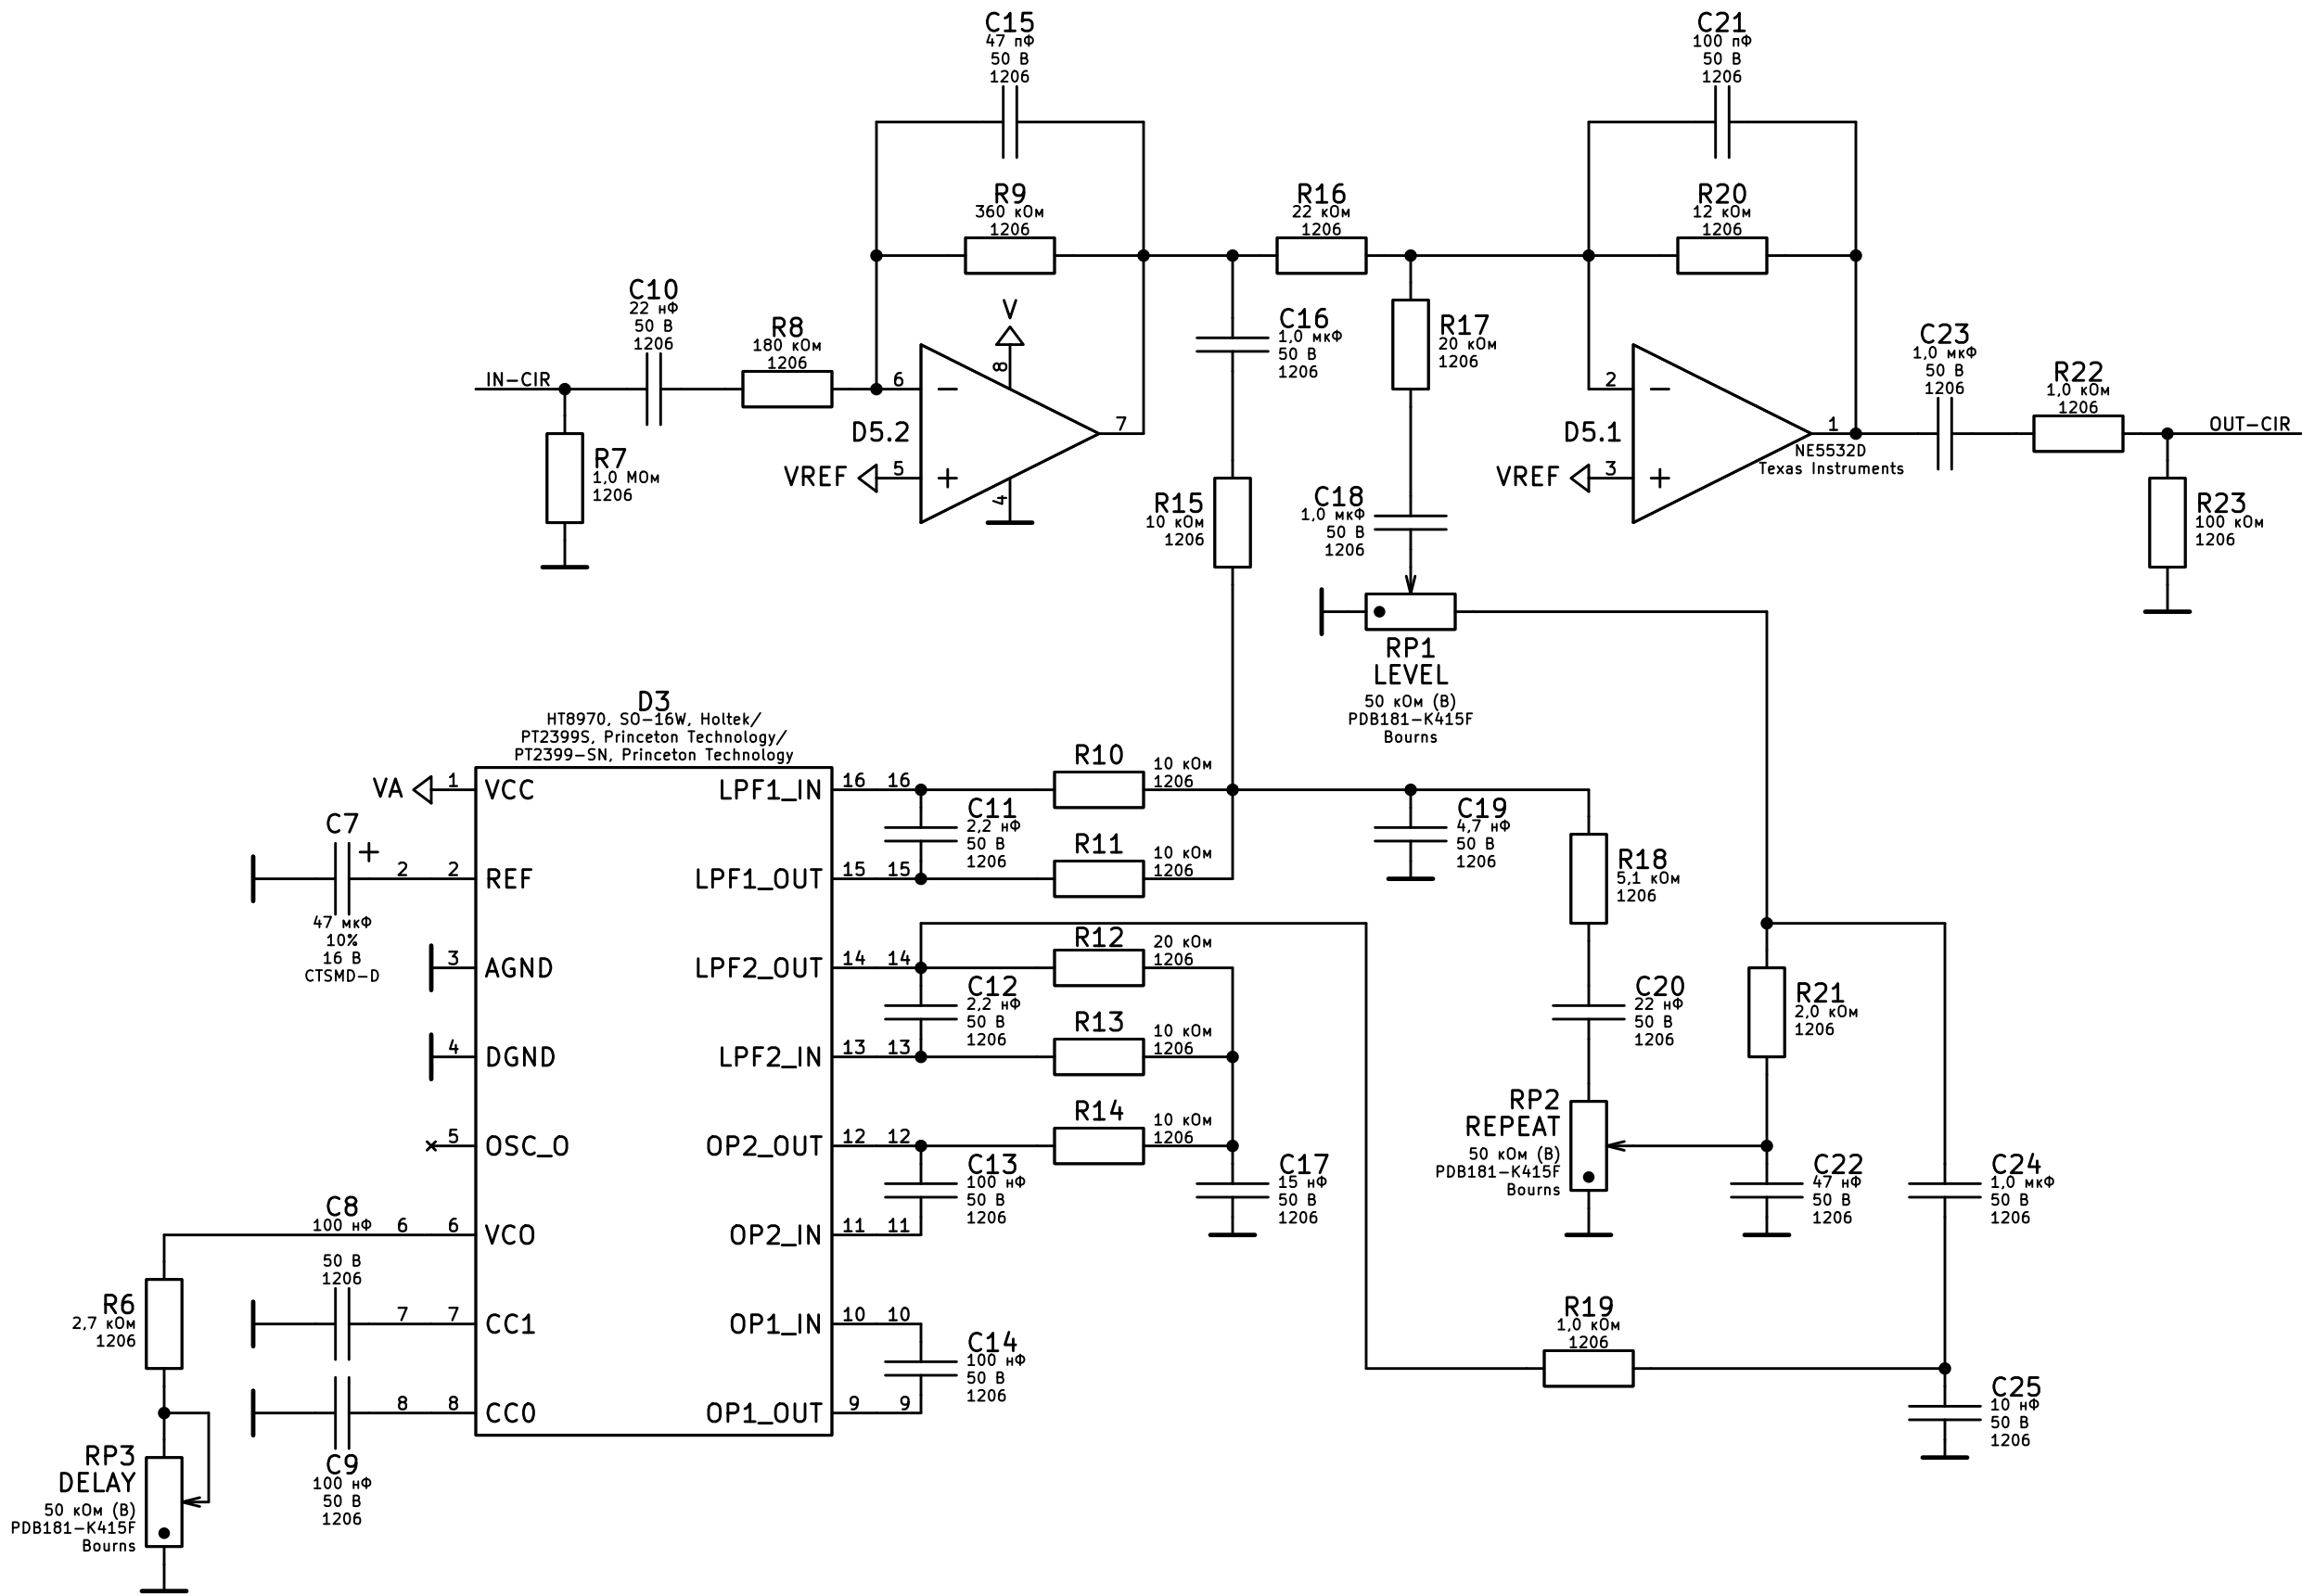 C15
47 пФ
50 В
1206
C21
100 пФ
50 В
1206
R9
360 кОм
1206
R16
22 кОм
1206
R20
12 кОм
1206
C10
22 нФ
50 В
1206
R8
180 кОм
1206
V
8
C16
1,0 мкФ
50 В
1206
R17
20 кОм
1206
C23
1,0 мкФ
50 В
1206
R22
1,0 кОм
1206
IN-CIR
6
2
D5.2
7
D5.1
1
OUT-CIR
NE5532D
Texas Instruments
R7
1,0 МОм
1206
VREF
5
4
VREF
3
R15
10 кОм
1206
C18
1,0 мкФ
50 В
1206
R23
100 кОм
1206
RP1
LEVEL
50 кОм (В)
PDB181-K415F
Bourns
D3
HT8970, SO-16W, Holtek/
PT2399S, Princeton Technology/
PT2399-SN, Princeton Technology
VA
1
VCC
LPF1_IN
16
16
R10
10 кОм
1206
C7
+
47 мкФ
10%
16 В
CTSMD-D
2
2
REF
LPF1_OUT
15
15
C11
2,2 нФ
50 В
1206
R11
10 кОм
1206
C19
4,7 нФ
50 В
1206
R18
5,1 кОм
1206
3
AGND
LPF2_OUT
14
14
R12
20 кОм
1206
C12
2,2 нФ
50 В
1206
4
DGND
LPF2_IN
13
13
R13
10 кОм
1206
C20
22 нФ
50 В
1206
R21
2,0 кОм
1206
5
OSC_O
OP2_OUT
12
12
R14
10 кОм
1206
RP2
REPEAT
50 кОм (В)
PDB181-K415F
Bourns
C13
100 нФ
50 В
1206
C17
15 нФ
50 В
1206
C22
47 нФ
50 В
1206
C24
1,0 мкФ
50 В
1206
C8
100 нФ
50 В
1206
6
6
VCO
OP2_IN
11
11
R6
2,7 кОм
1206
7
7
CC1
OP1_IN
10
10
C14
100 нФ
50 В
1206
R19
1,0 кОм
1206
8
8
CC0
OP1_OUT
9
9
C25
10 нФ
50 В
1206
RP3
DELAY
50 кОм (В)
PDB181-K415F
Bourns
C9
100 нФ
50 В
1206